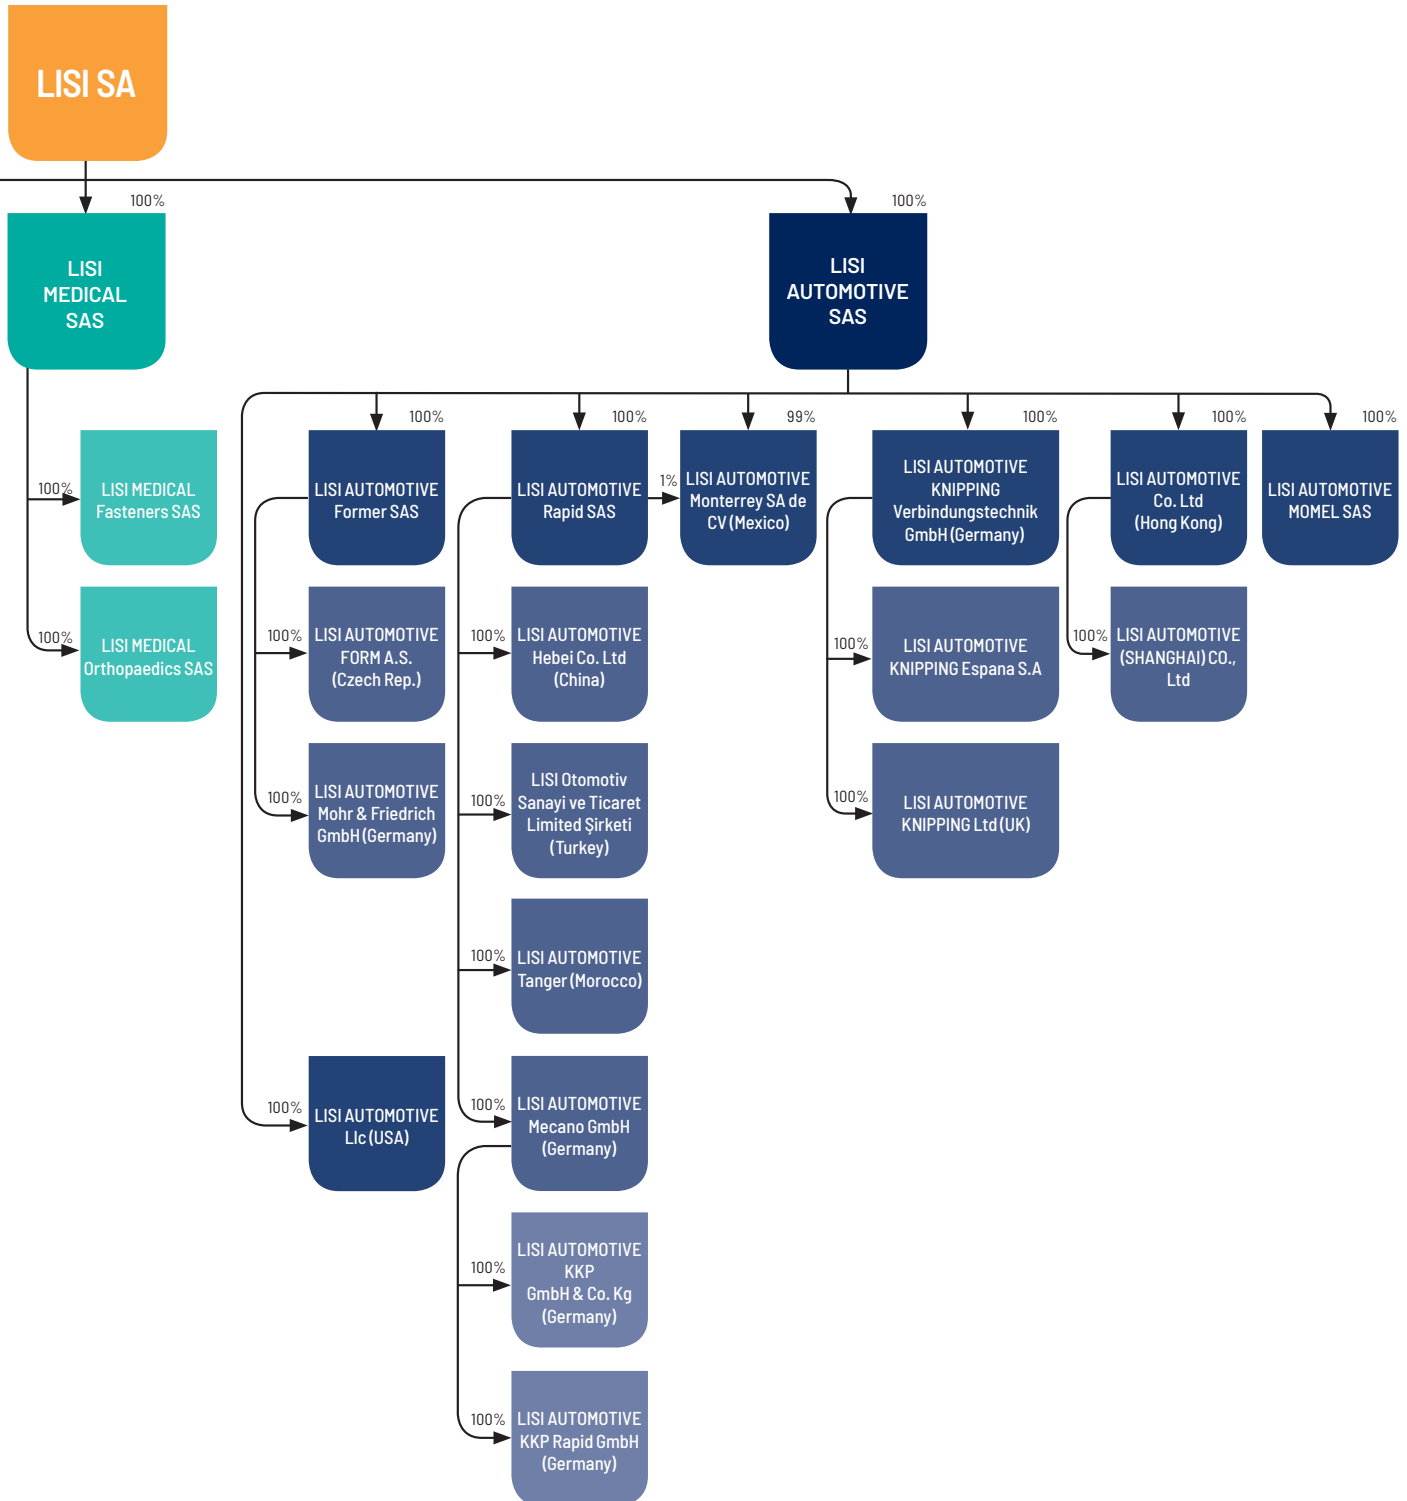 LISI SA
100%
100%
LISI
MEDICAL
SAS
LISI
AUTOMOTIVE
SAS
100%
100%
99%
100%
100%
100%
100%
LISI MEDICAL
Fasteners SAS
LISI AUTOMOTIVE
Former SAS
LISI AUTOMOTIVE
Rapid SAS
1%
LISI AUTOMOTIVE
Monterrey SA de
CV (Mexico)
LISI AUTOMOTIVE
KNIPPING
Verbindungstechnik
GmbH (Germany)
LISI AUTOMOTIVE
Co. Ltd
(Hong Kong)
LISI AUTOMOTIVE
MOMEL SAS
100%
LISI MEDICAL
Orthopaedics SAS
100%
LISI AUTOMOTIVE
FORM A.S.
(Czech Rep.)
100%
LISI AUTOMOTIVE
Hebei Co. Ltd
(China)
100%
LISI AUTOMOTIVE
KNIPPING Espana S.A
100%
LISI AUTOMOTIVE
(SHANGHAI) CO.,
Ltd
100%
LISI AUTOMOTIVE
Mohr & Friedrich
GmbH (Germany)
100%
LISI Otomotiv
Sanayi ve Ticaret
Limited Şirketi
(Turkey)
100%
LISI AUTOMOTIVE
KNIPPING Ltd (UK)
100%
LISI AUTOMOTIVE
Tanger (Morocco)
100%
LISI AUTOMOTIVE
Llc (USA)
100%
LISI AUTOMOTIVE
Mecano GmbH
(Germany)
100%
LISI AUTOMOTIVE
KKP
GmbH & Co. Kg
(Germany)
100%
LISI AUTOMOTIVE
KKP Rapid GmbH
(Germany)